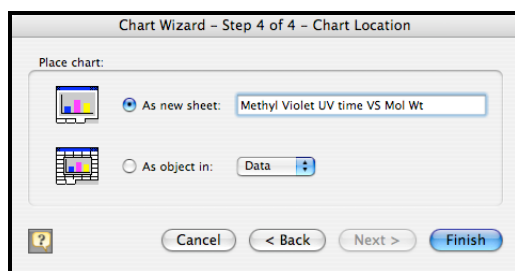 Chart Wizard – Step 4 of 4 – Chart Location
Place chart:
As new sheet: Methyl Violet UV time VS Mol Wt
As object in: Data
? Cancel < Back Next > Finish